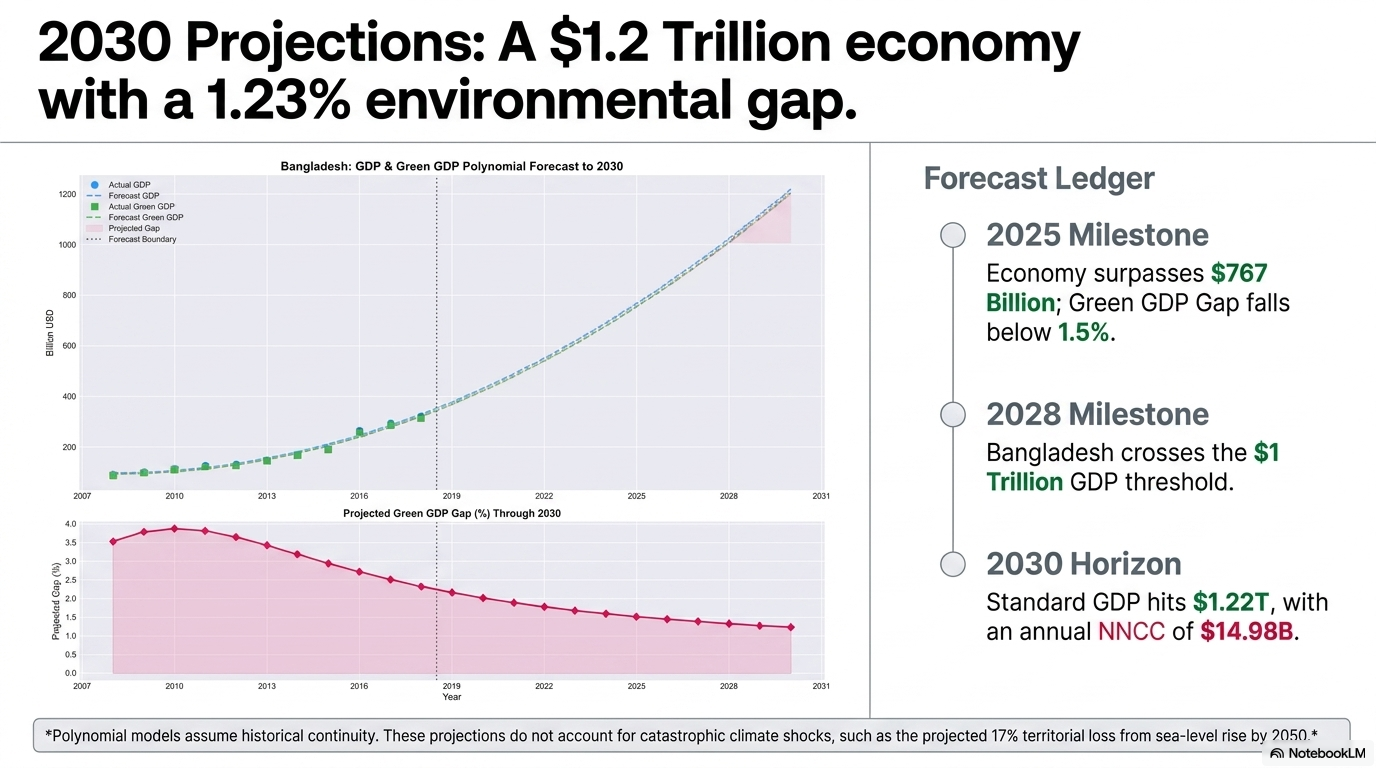 2030 Projections: A $1.2 Trillion economy
with a 1.23% environmental gap.
Bangladesh: GDP & Green GDP Polynomial Forecast to 2030
Actual GDP
Forecast GDP
Actual Green GDP
Forecast Green GDP
Projected Gap
Forecast Boundary
Billion USD
1200
1000
800
600
400
200
2007 2010 2013 2016 2019 2022 2025 2028 2031
Projected Green GDP Gap (%) Through 2030
Projected Gap (%)
4.0
3.5
3.0
2.5
2.0
1.5
1.0
0.5
0.0
2007 2010 2013 2016 2019 2022 2025 2028 2031
Year
Forecast Ledger
2025 Milestone
Economy surpasses $767
Billion; Green GDP Gap falls
below 1.5%.
2028 Milestone
Bangladesh crosses the $1
Trillion GDP threshold.
2030 Horizon
Standard GDP hits $1.22T, with
an annual NNCC of $14.98B.
*Polynomial models assume historical continuity. These projections do not account for catastrophic climate shocks, such as the projected 17% territorial loss from sea-level rise by 2050.*
NotebookLM